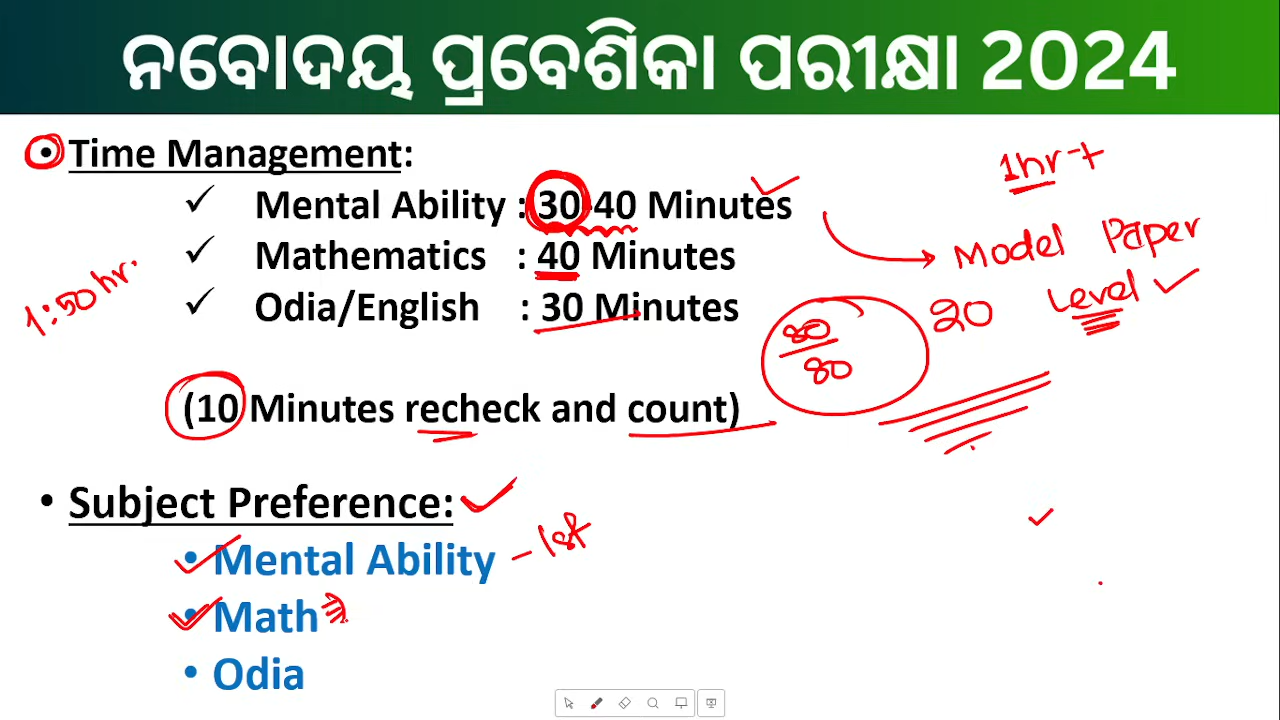 ନବୋଦୟ ପ୍ରବେଶିକା ପରୀକ୍ଷା 2024
• Time Management:
1hr +
✓ Mental Ability : 30-40 Minutes
✓ Mathematics : 40 Minutes
Model Paper
1:50 hr.
✓ Odia/English : 30 Minutes
20 Level
80
80
(10 Minutes recheck and count)
• Subject Preference:
• Mental Ability - 1st
• Math
• Odia